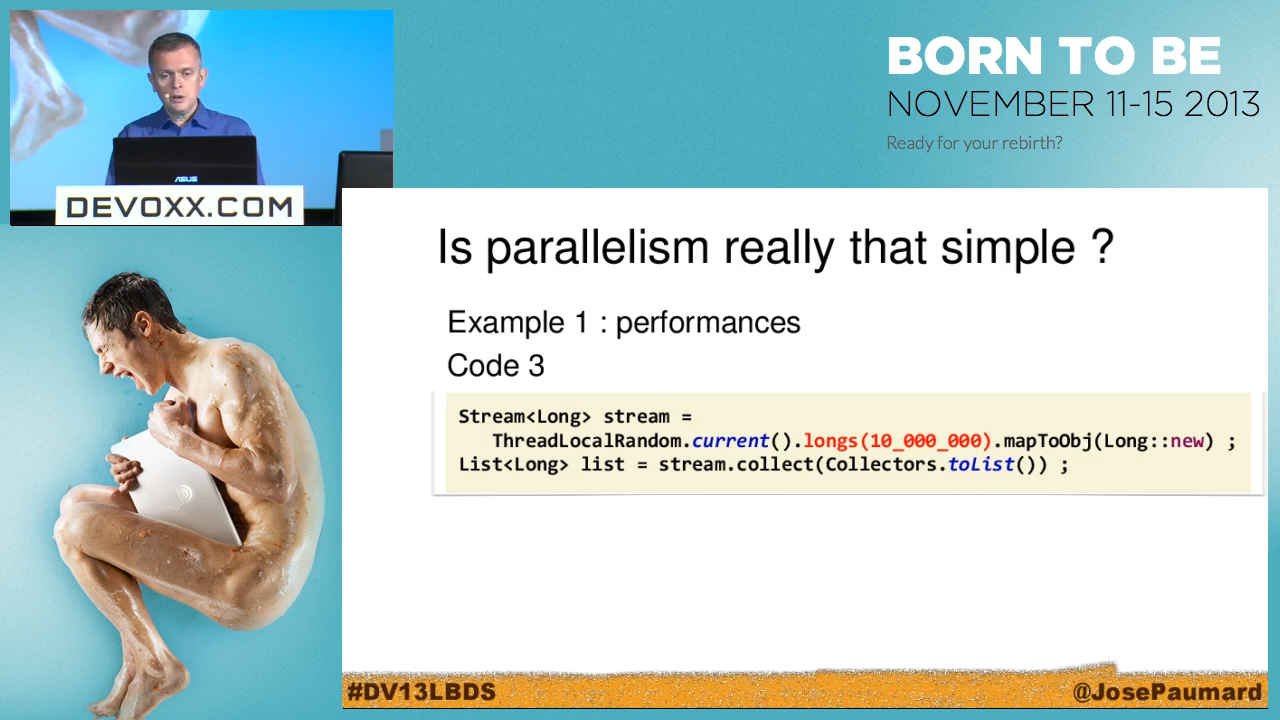 BORN TO BE
NOVEMBER 11-15 2013
Ready for your rebirth?
ASUS
DEVOXX.COM
Is parallelism really that simple ?
Example 1 : performances
Code 3
Stream<Long> stream =
ThreadLocalRandom.current().longs(10_000_000).mapToObj(Long::new) ;
List<Long> list = stream.collect(Collectors.toList()) ;
#DV13LBDS
@JosePaumard